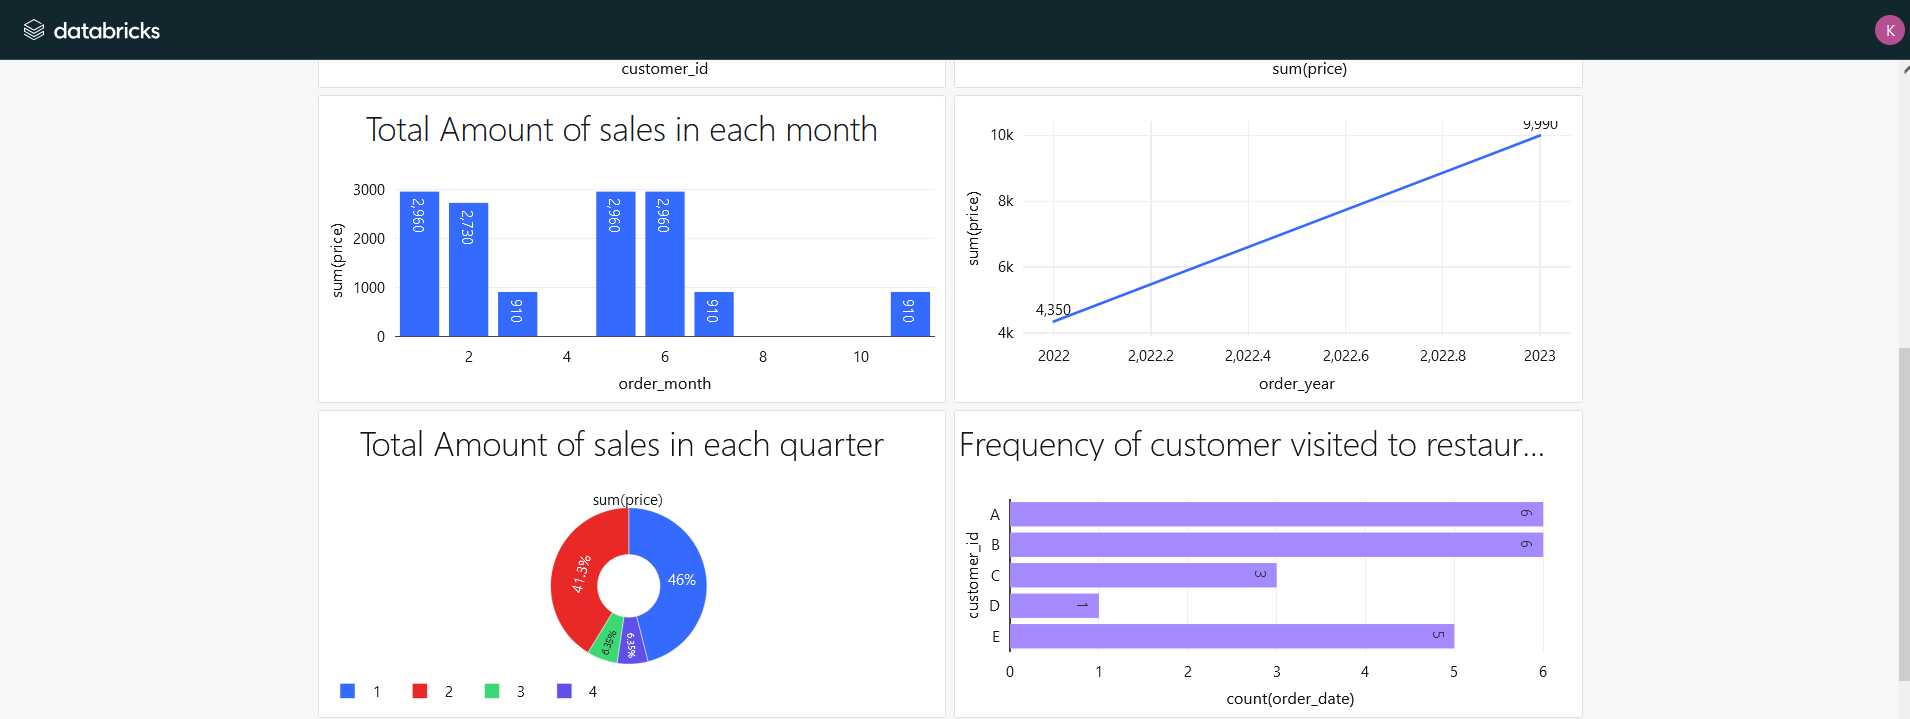 databricks
K
customer_id
sum(price)
Total Amount of sales in each month
3000
2000
1000
0
sum(price)
2,960
2,730
910
2,960
2,960
910
910
2
4
6
8
10
order_month
10k
8k
6k
4k
sum(price)
4,350
9,990
2022
2,022.2
2,022.4
2,022.6
2,022.8
2023
order_year
Total Amount of sales in each quarter
sum(price)
46%
41.3%
6.35%
6.35%
1
2
3
4
Frequency of customer visited to restaur...
customer_id
A
B
C
D
E
6
6
3
1
5
0
1
2
3
4
5
6
count(order_date)